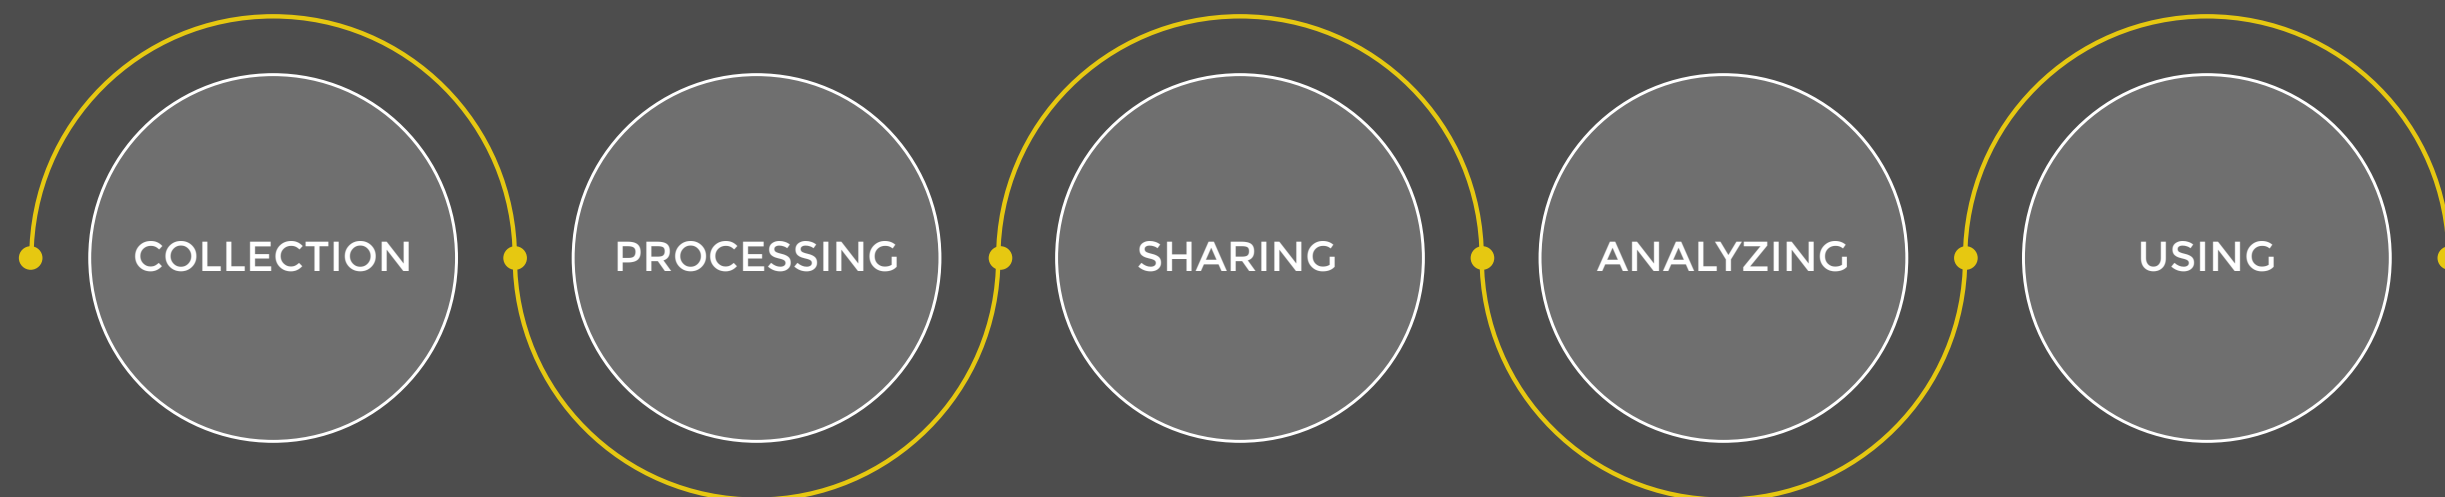 COLLECTION
PROCESSING
SHARING
ANALYZING
USING